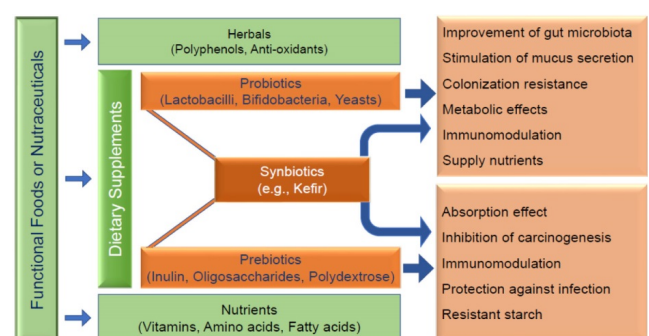 Functional Foods or Nutraceuticals
Herbals
(Polyphenols, Anti-oxidants)
Dietary Supplements
Probiotics
(Lactobacilli, Bifidobacteria, Yeasts)
Synbiotics
(e.g., Kefir)
Prebiotics
(Inulin, Oligosaccharides, Polydextrose)
Nutrients
(Vitamins, Amino acids, Fatty acids)
Improvement of gut microbiota
Stimulation of mucus secretion
Colonization resistance
Metabolic effects
Immunomodulation
Supply nutrients
Absorption effect
Inhibition of carcinogenesis
Immunomodulation
Protection against infection
Resistant starch